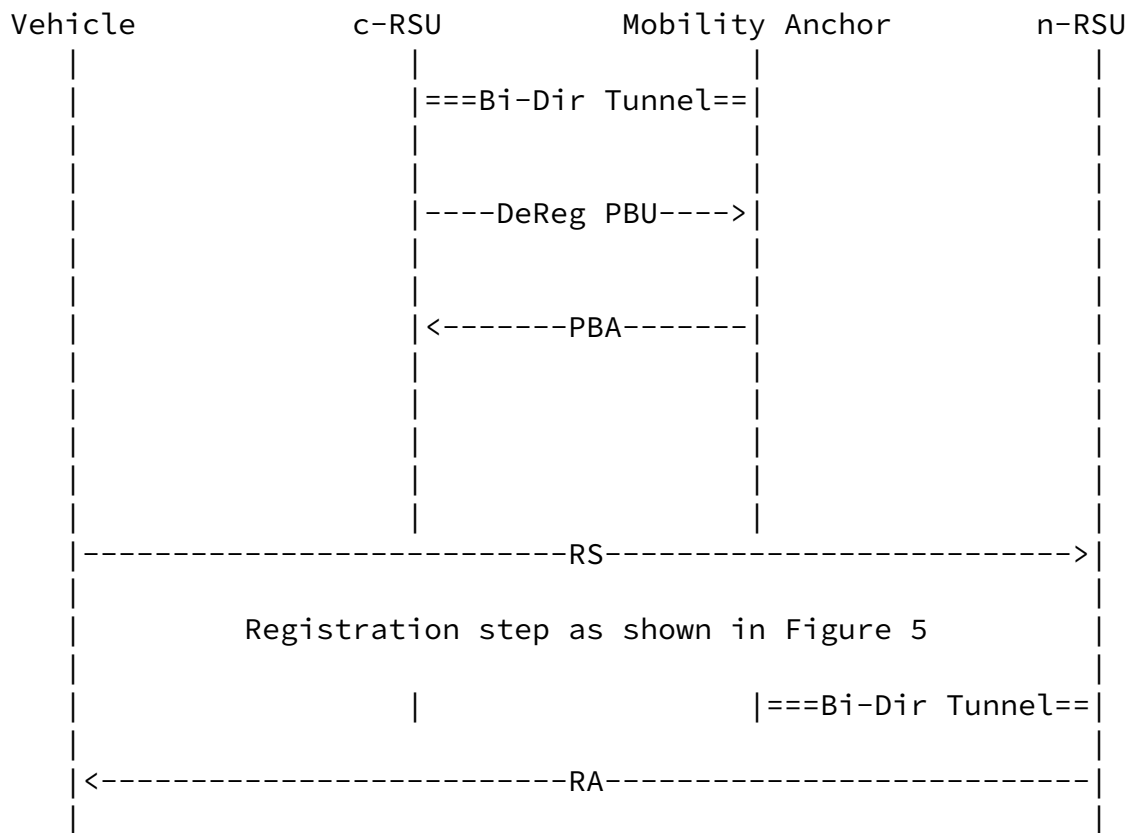 Vehicle c-RSU Mobility Anchor n-RSU
|===Bi-Dir Tunnel==|
|----DeReg PBU---->|
|<-------PBA-------|
|---------------------------RS-------------------------->|
Registration step as shown in Figure 5
| |===Bi-Dir Tunnel==|
|<---------------------------RA---------------------------|